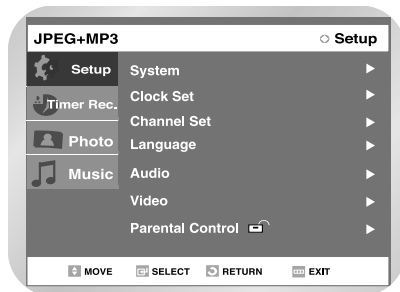 JPEG+MP3 Setup
Setup
Timer Rec.
Photo
Music
System
Clock Set
Channel Set
Language
Audio
Video
Parental Control
MOVE SELECT RETURN EXIT